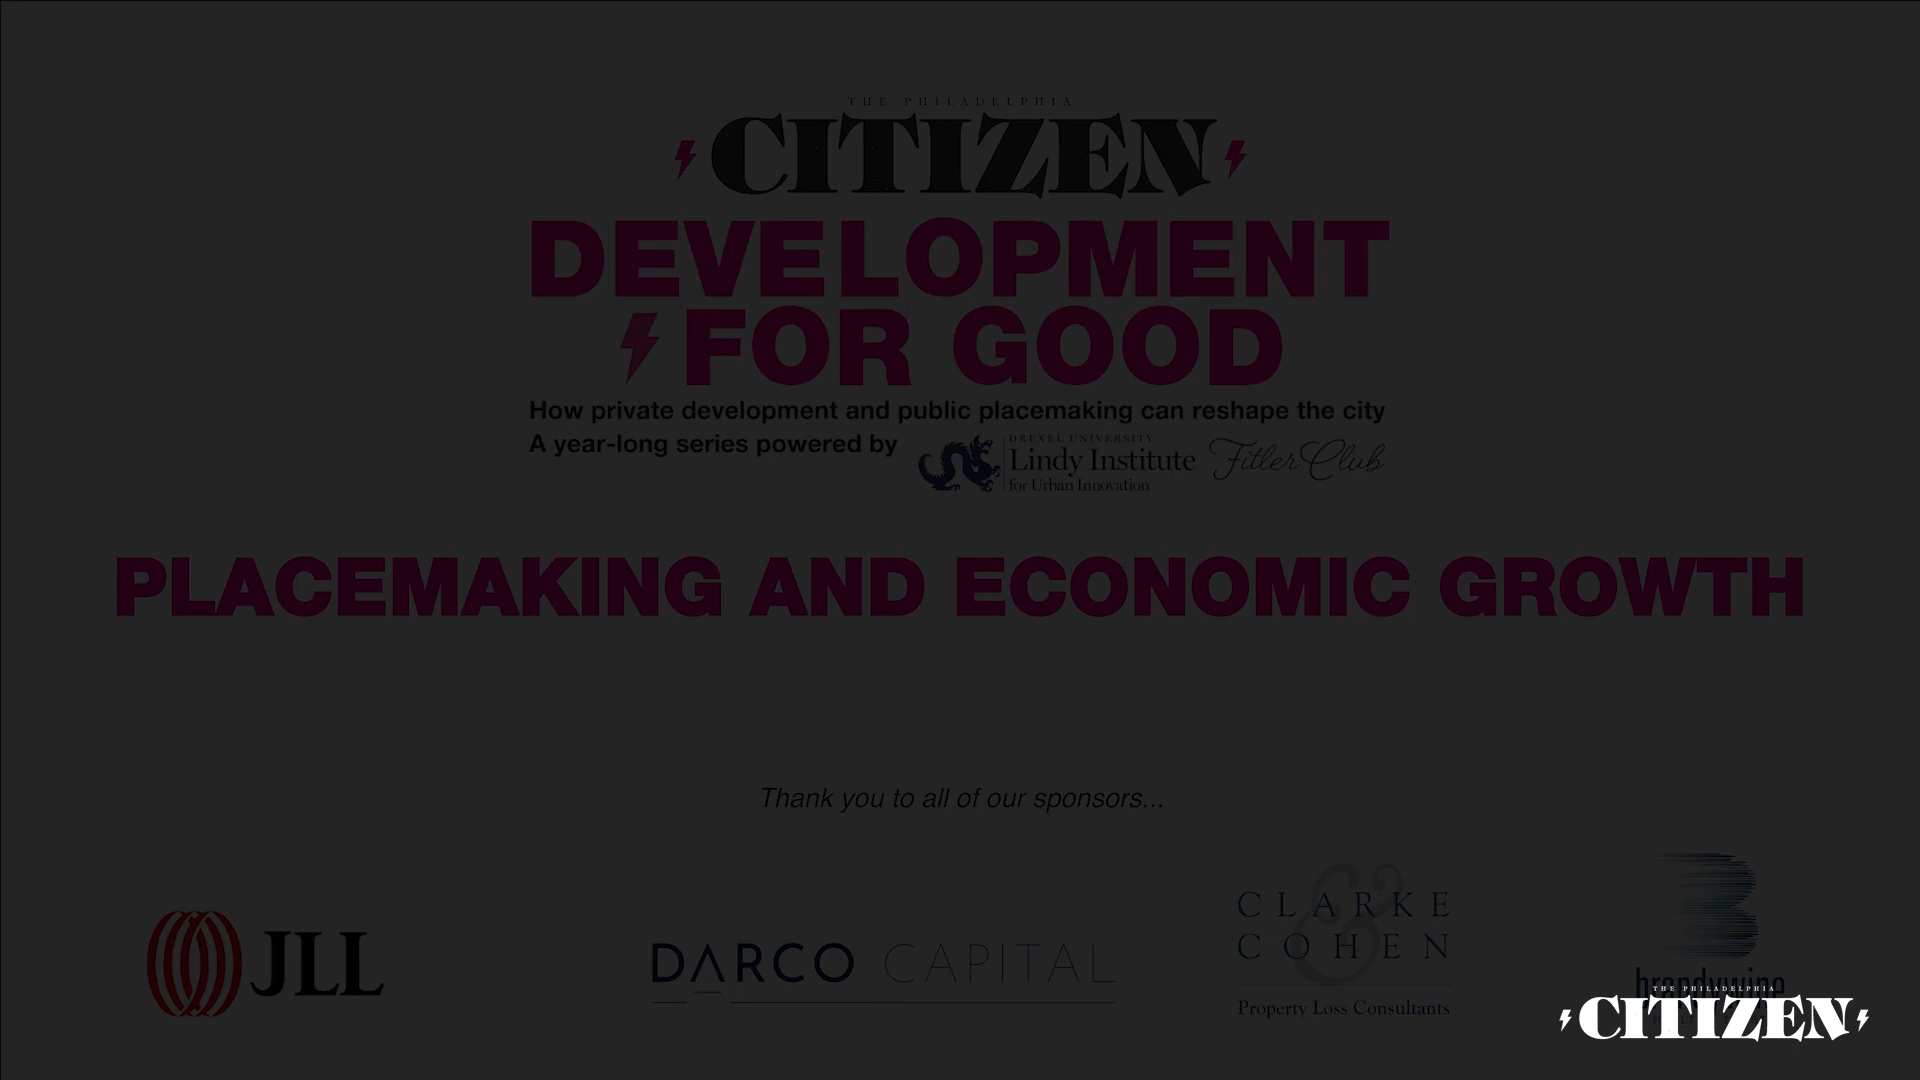 THE PHILADELPHIA
CITIZEN
DEVELOPMENT
FOR GOOD
How private development and public placemaking can reshape the city
A year-long series powered by
DREXEL UNIVERSITY
Lindy Institute
for Urban Innovation
Fitler Club
PLACEMAKING AND ECONOMIC GROWTH
Thank you to all of our sponsors...
JLL
DARCO CAPITAL
CLARKE
&
COHEN
Property Loss Consultants
brandywine
THE PHILADELPHIA
CITIZEN